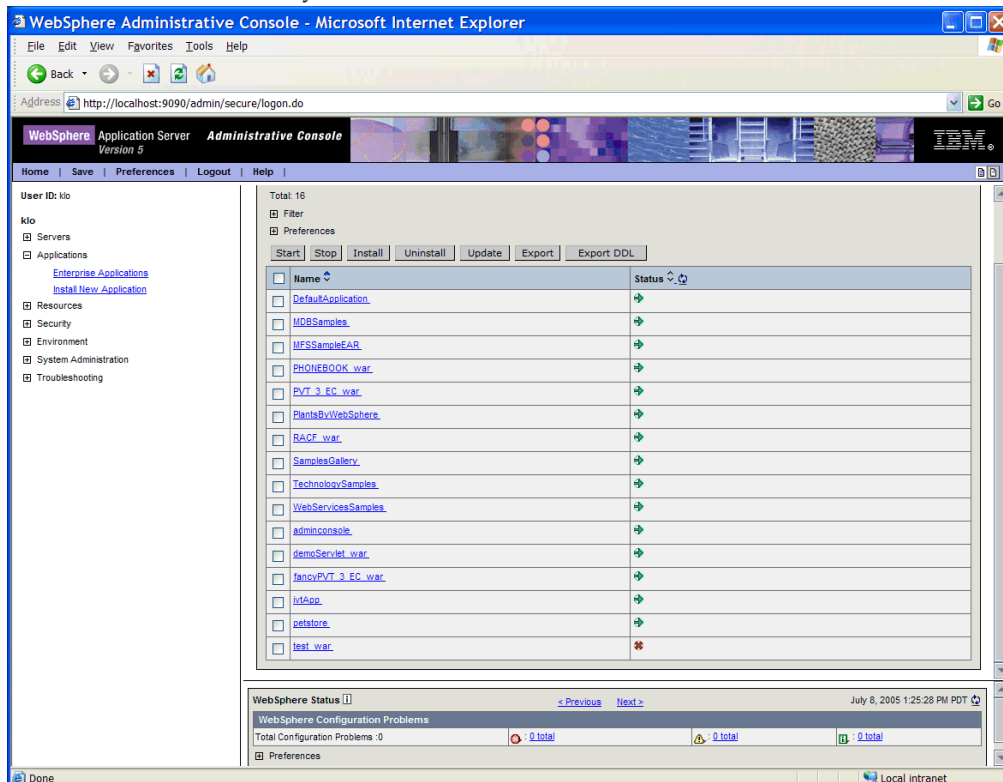 WebSphere Administrative Console - Microsoft Internet Explorer
File Edit View Favorites Tools Help
Back
Address http://localhost:9090/admin/secure/logon.do Go
WebSphere Application Server Administrative Console
Version 5
IBM
Home | Save | Preferences | Logout | Help |
User ID: klo
klo
Servers
Applications
Enterprise Applications
Install New Application
Resources
Security
Environment
System Administration
Troubleshooting
Total: 16
Filter
Preferences
Start Stop Install Uninstall Update Export Export DDL
Name Status
DefaultApplication
MDBSamples
MFSSampleEAR
PHONEBOOK_war
PVT_3_EC_war
PlantsByWebSphere
RACF_war
SamplesGallery
TechnologySamples
WebServicesSamples
adminconsole
demoServlet_war
fancyPVT_3_EC_war
ivtApp
petstore
test_war
WebSphere Status i < Previous Next > July 8, 2005 1:25:28 PM PDT
WebSphere Configuration Problems
Total Configuration Problems :0 : 0 total : 0 total : 0 total
Preferences
Done Local intranet